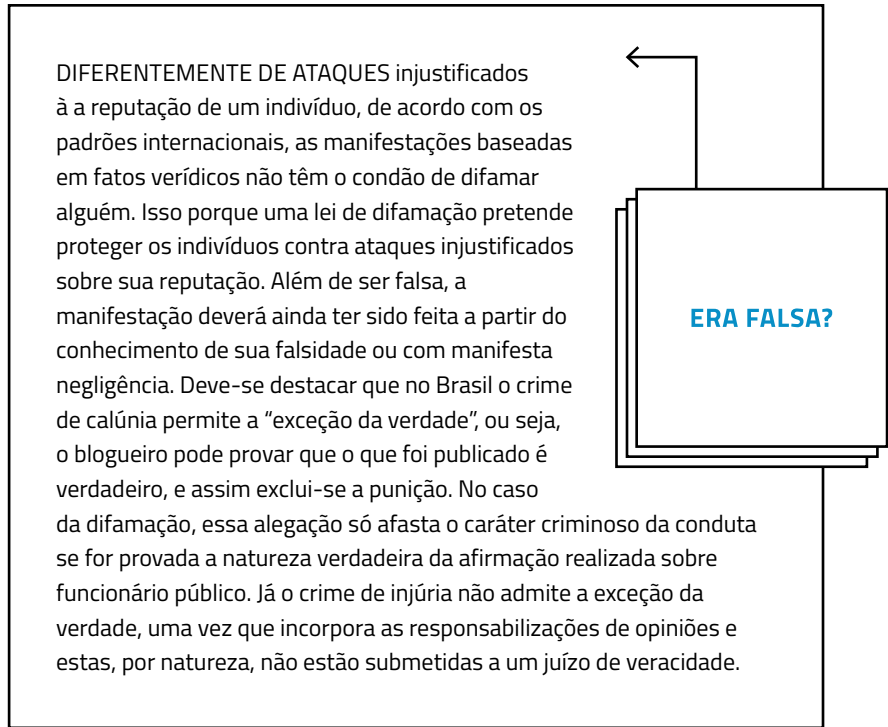 DIFERENTEMENTE DE ATAQUES injustificados
à a reputação de um indivíduo, de acordo com os
padrões internacionais, as manifestações baseadas
em fatos verídicos não têm o condão de difamar
alguém. Isso porque uma lei de difamação pretende
proteger os indivíduos contra ataques injustificados
sobre sua reputação. Além de ser falsa, a
manifestação deverá ainda ter sido feita a partir do
conhecimento de sua falsidade ou com manifesta
negligência. Deve-se destacar que no Brasil o crime
de calúnia permite a “exceção da verdade”, ou seja,
o blogueiro pode provar que o que foi publicado é
verdadeiro, e assim exclui-se a punição. No caso
da difamação, essa alegação só afasta o caráter criminoso da conduta
se for provada a natureza verdadeira da afirmação realizada sobre
funcionário público. Já o crime de injúria não admite a exceção da
verdade, uma vez que incorpora as responsabilizações de opiniões e
estas, por natureza, não estão submetidas a um juízo de veracidade.
ERA FALSA?